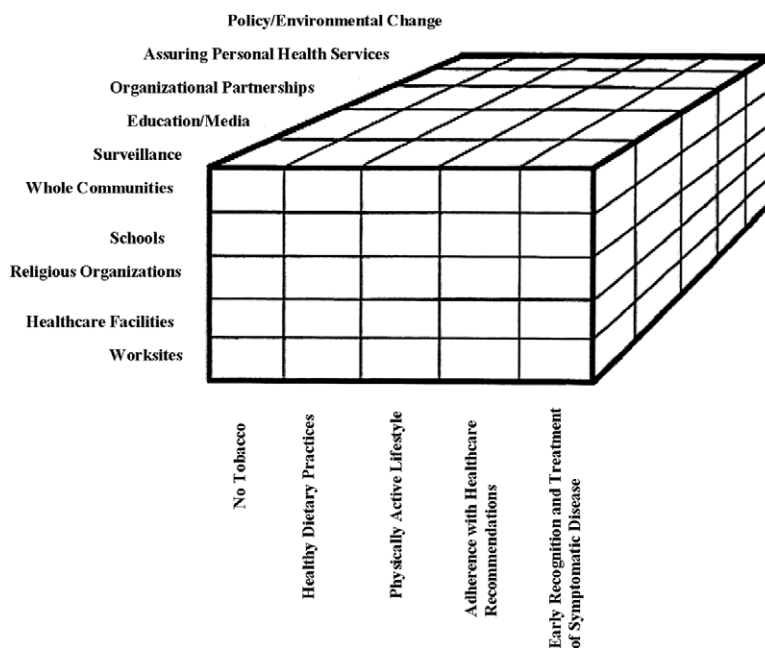 Policy/Environmental Change
Assuring Personal Health Services
Organizational Partnerships
Education/Media
Surveillance
Whole Communities
Schools
Religious Organizations
Healthcare Facilities
Worksites
No Tobacco
Healthy Dietary Practices
Physically Active Lifestyle
Adherence with Healthcare
Recommendations
Early Recognition and Treatment
of Symptomatic Disease